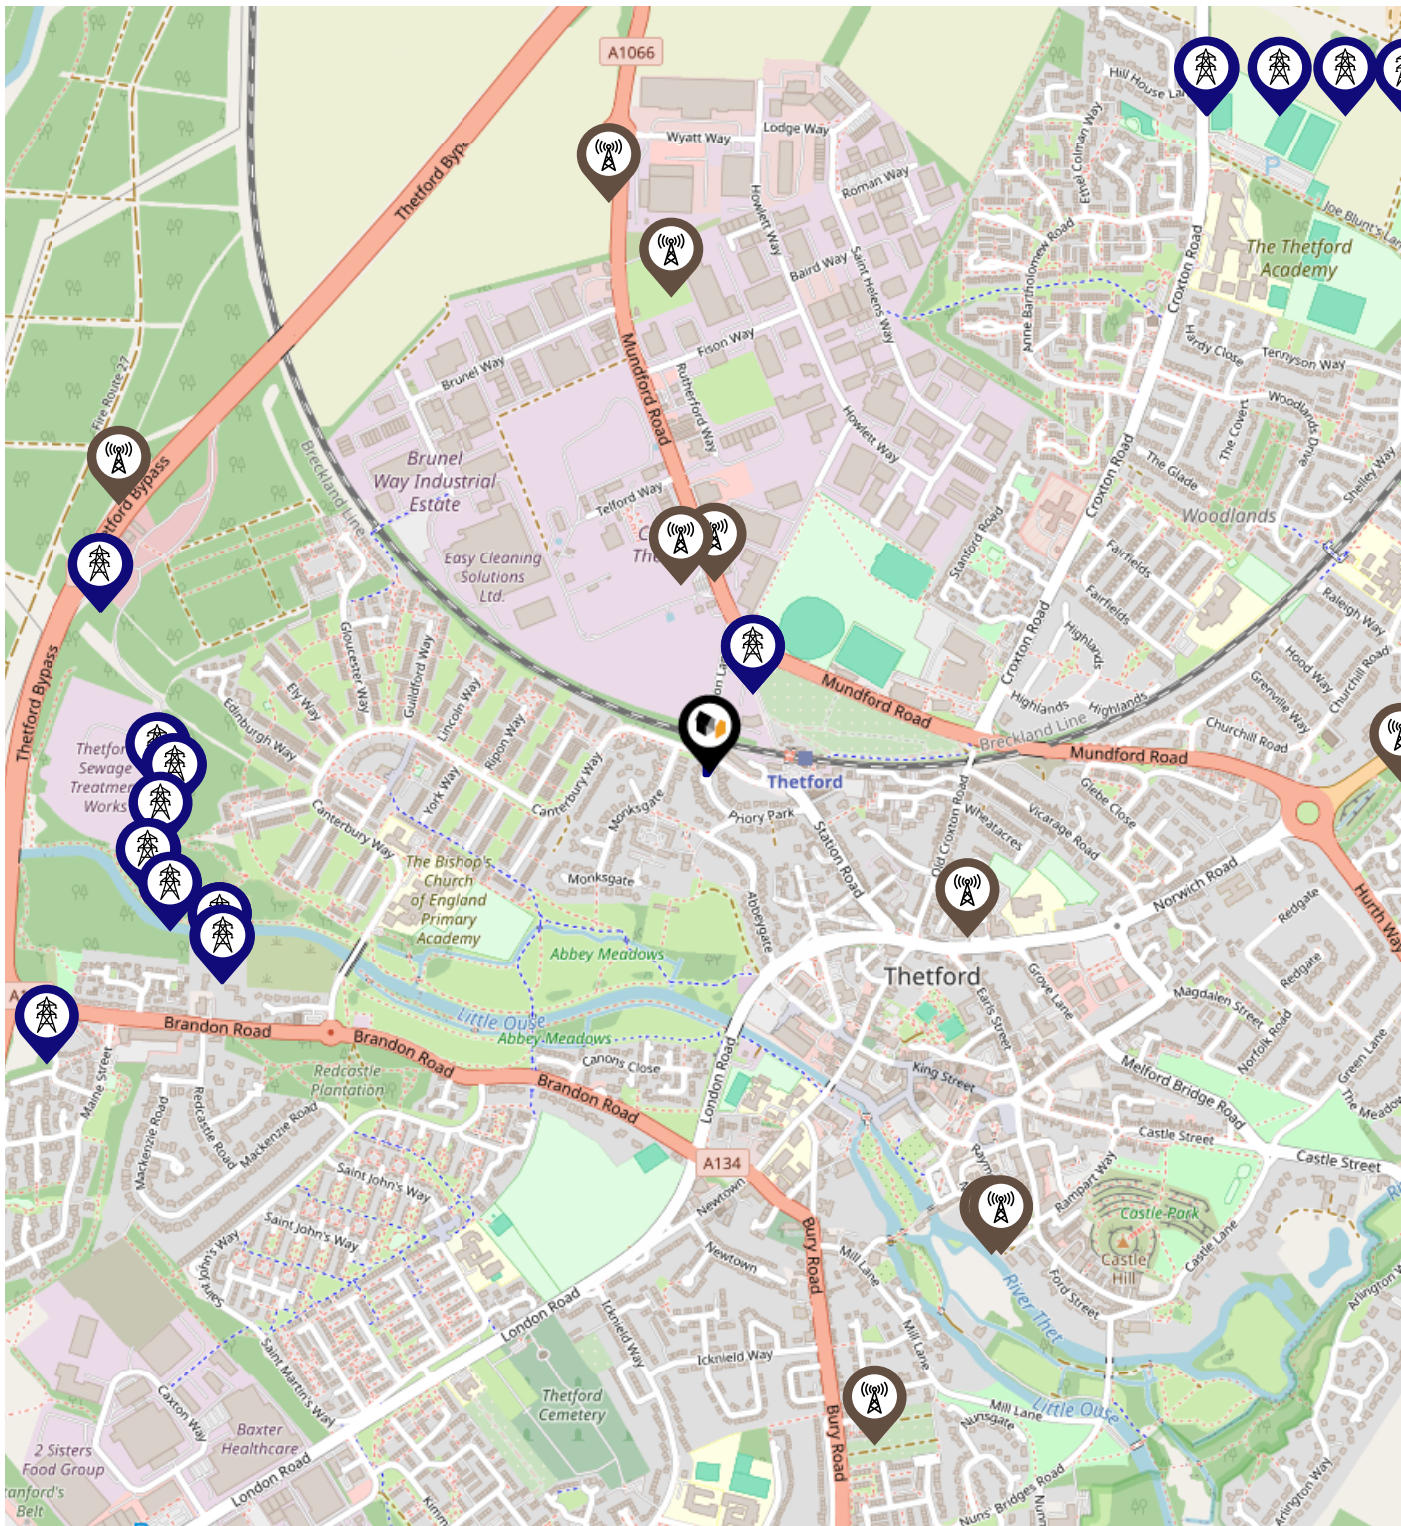 A1066
Hill House La
Wyatt Way
Lodge Way
Thetford Byp
Ethel Colman Way
Roman Way
Howlett Way
Joe Blunt's Lan
Croxton Road
The Thetford
Academy
Baird Way
Saint Helens Way
Anne Bartholomew Road
Fison Way
Hardy Close
Tennyson Way
Mundford Road
Brunel Way
Rutherford Way
Fire Route 27
Woodlands Drive
The Covert
Howlett Way
Breckland Line
Brunel
Way Industrial
Estate
Croxton Road
The Glade
Shelley Way
tford Bypass
Telford Way
Woodlands
Stanford Road
Easy Cleaning
Solutions
Ltd.
Fairfields
Fairfields
Raleigh Way
Gloucester Way
Guildford Way
Croxton Road
Highlands
Hood Way
Churchill Road
Thetford Bypass
Ely Way
Lincoln Way
Edinburgh Way
Ripon Way
Mundford Road
Highlands
Highlands
Grenville Way
Breckland Line
Churchill Road
Mundford Road
Thetfor
Sewage
Treatmen
Works
York Way
Canterbury Way
Thetford
Glebe Close
Monksgate
Priory Park
Wheatacres
Vicarage Road
Canterbury Way
Station Road
Old Croxton Road
The Bishop's
Church
of England
Primary
Academy
Monksgate
Norwich Road
Abbeygate
Redgate
Hurth Way
Abbey Meadows
Thetford
Redgate
Grove Lane
Earls Street
Magdalen Street
Brandon Road
Little Ouse
Norfolk Road
Brandon Road
Abbey Meadows
Green Lane
Canons Close
Redcastle
Plantation
Maine Street
London Road
King Street
Melford Bridge Road
Brandon Road
Redcastle Road
Mackenzie Road
Mackenzie Road
The Meadow
Castle Street
A134
Castle Street
Saint John's Way
Rampart Way
Newtown
Castle Park
Saint John's Way
Saint John's Way
Newtown
Bury Road
Mill Lane
Castle Lane
Castle
Hill
Ford Street
River Thet
London Road
Icknield Way
Mill Lane
Icknield Way
Saint Martin's Way
Thetford
Cemetery
Caxton Way
Mill Lane
Little Ouse
Nunsgate
Bury Road
Baxter
Healthcare
2 Sisters
Food Group
London Road
Arlington Way
Nuns' Bridges Road
tanford's
Belt